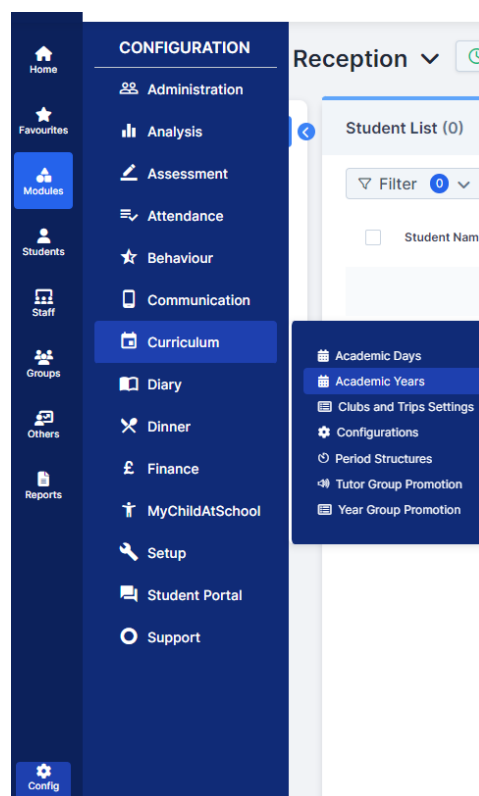 Home
Favourites
Modules
Students
Staff
Groups
Others
Reports
Config
CONFIGURATION
Administration
Analysis
Assessment
Attendance
Behaviour
Communication
Curriculum
Diary
Dinner
Finance
MyChildAtSchool
Setup
Student Portal
Support
Academic Days
Academic Years
Clubs and Trips Settings
Configurations
Period Structures
Tutor Group Promotion
Year Group Promotion
Reception
Student List (0)
Filter 0
Student Nam